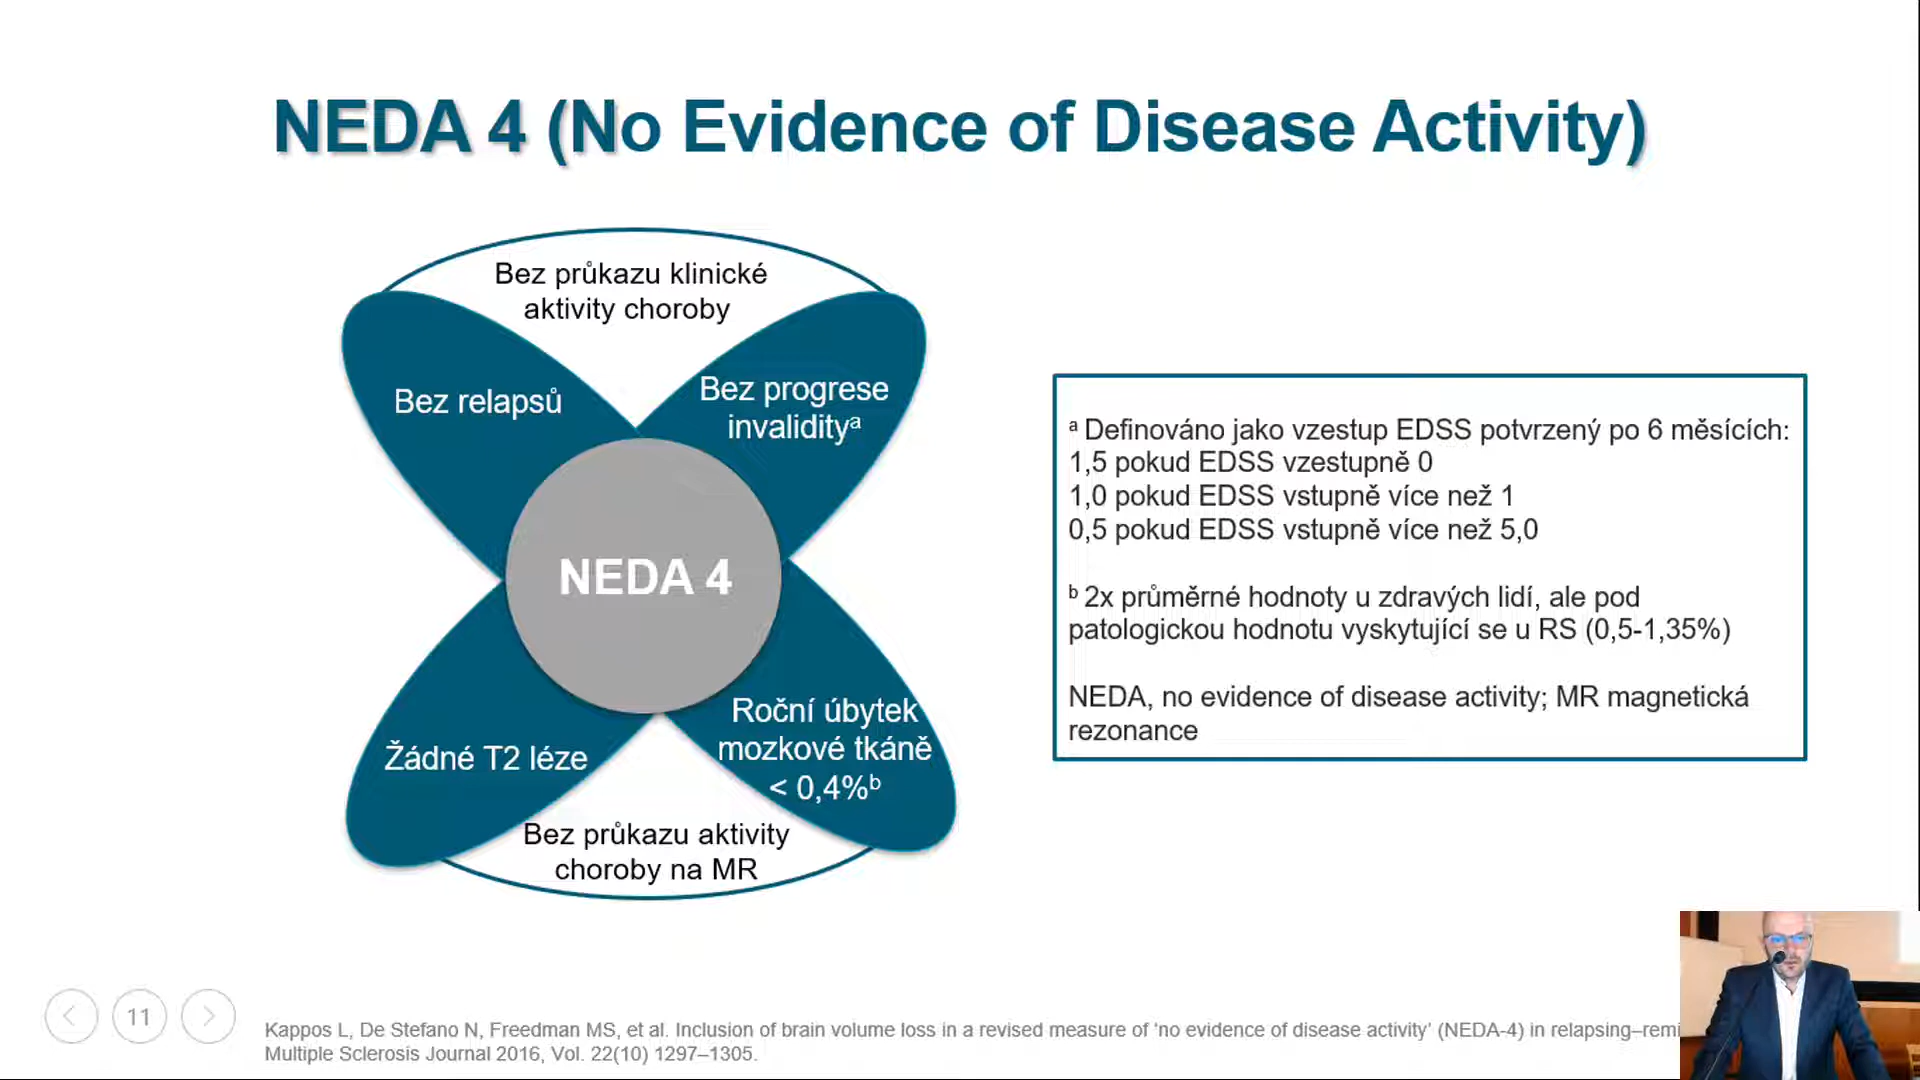 NEDA 4 (No Evidence of Disease Activity)
Bez průkazu klinické
aktivity choroby
Bez relapsů
Bez progrese
invalidityᵃ
NEDA 4
Žádné T2 léze
Roční úbytek
mozkové tkáně
< 0,4%ᵇ
Bez průkazu aktivity
choroby na MR
ᵃ Definováno jako vzestup EDSS potvrzený po 6 měsících:
1,5 pokud EDSS vzestupně 0
1,0 pokud EDSS vstupně více než 1
0,5 pokud EDSS vstupně více než 5,0
ᵇ 2x průměrné hodnoty u zdravých lidí, ale pod
patologickou hodnotu vyskytující se u RS (0,5-1,35%)
NEDA, no evidence of disease activity; MR magnetická
rezonance
11
Kappos L, De Stefano N, Freedman MS, et al. Inclusion of brain volume loss in a revised measure of ‘no evidence of disease activity’ (NEDA-4) in relapsing–remi
Multiple Sclerosis Journal 2016, Vol. 22(10) 1297–1305.